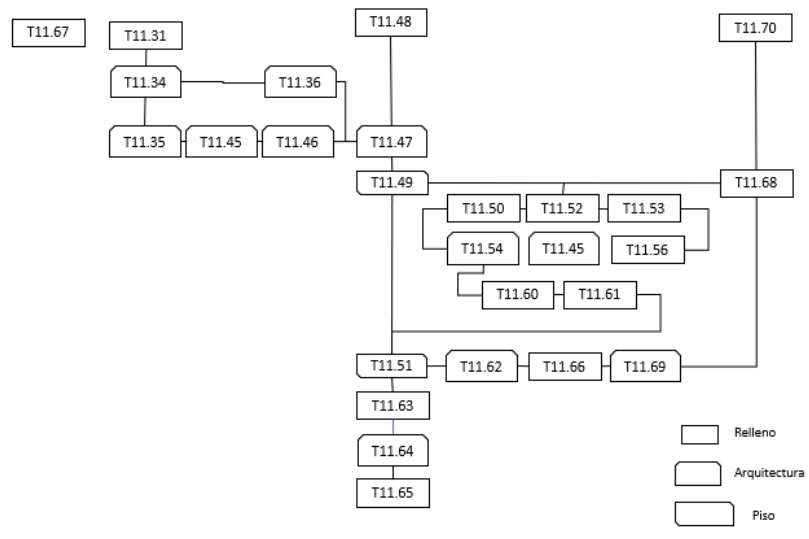 T11.67
T11.31
T11.48
T11.70
T11.34
T11.36
T11.35
T11.45
T11.46
T11.47
T11.49
T11.68
T11.50
T11.52
T11.53
T11.54
T11.45
T11.56
T11.60
T11.61
T11.51
T11.62
T11.66
T11.69
T11.63
T11.64
T11.65
Relleno
Arquitectura
Piso